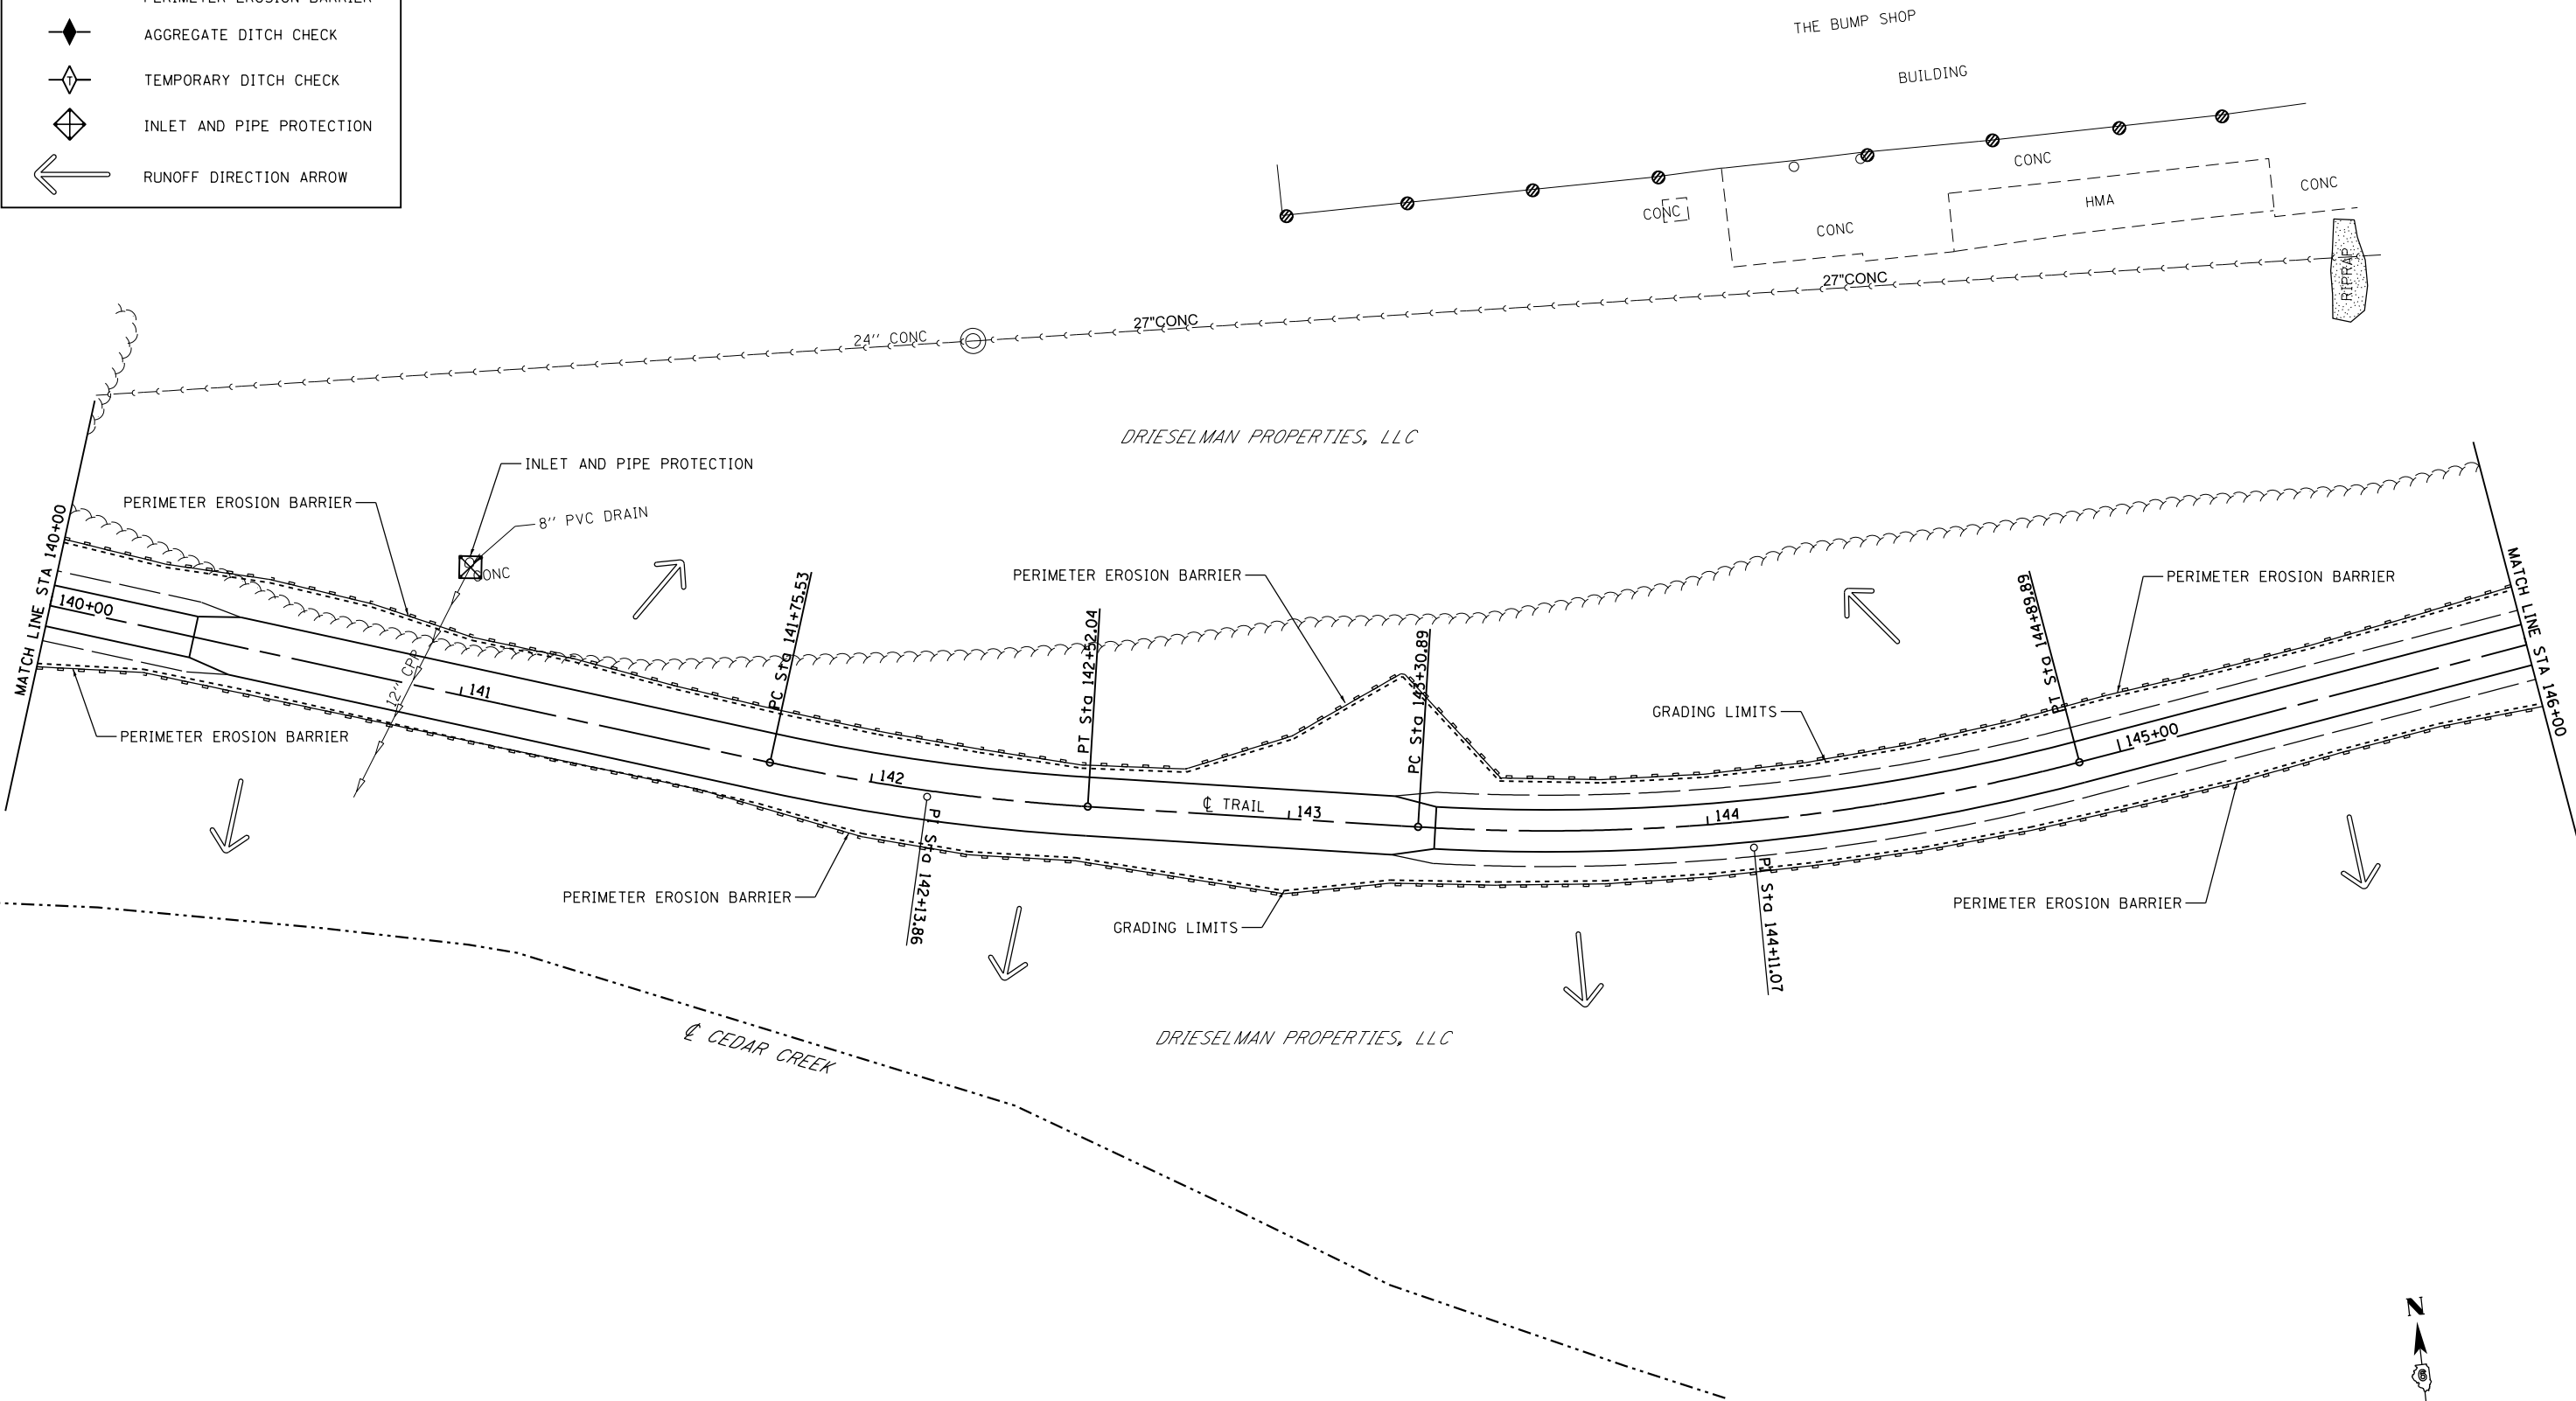 PERIMETER EROSION BARRIER
AGGREGATE DITCH CHECK
T
TEMPORARY DITCH CHECK
INLET AND PIPE PROTECTION
RUNOFF DIRECTION ARROW
THE BUMP SHOP
BUILDING
CONC
CONC
HMA
CONC
CONC
27"CONC
RIPRAP
27"CONC
24'' CONC
DRIESELMAN PROPERTIES, LLC
INLET AND PIPE PROTECTION
PERIMETER EROSION BARRIER
8'' PVC DRAIN
CONC
MATCH LINE STA 140+00
140+00
12'' CPP
141
PERIMETER EROSION BARRIER
PC Sta 141+75.53
142
PI Sta 142+13.86
PERIMETER EROSION BARRIER
PT Sta 142+52.04
PERIMETER EROSION BARRIER
℄ TRAIL
143
PC Sta 143+30.89
GRADING LIMITS
GRADING LIMITS
144
PI Sta 144+11.07
PT Sta 144+89.89
145+00
PERIMETER EROSION BARRIER
PERIMETER EROSION BARRIER
MATCH LINE STA 146+00
℄ CEDAR CREEK
DRIESELMAN PROPERTIES, LLC
N